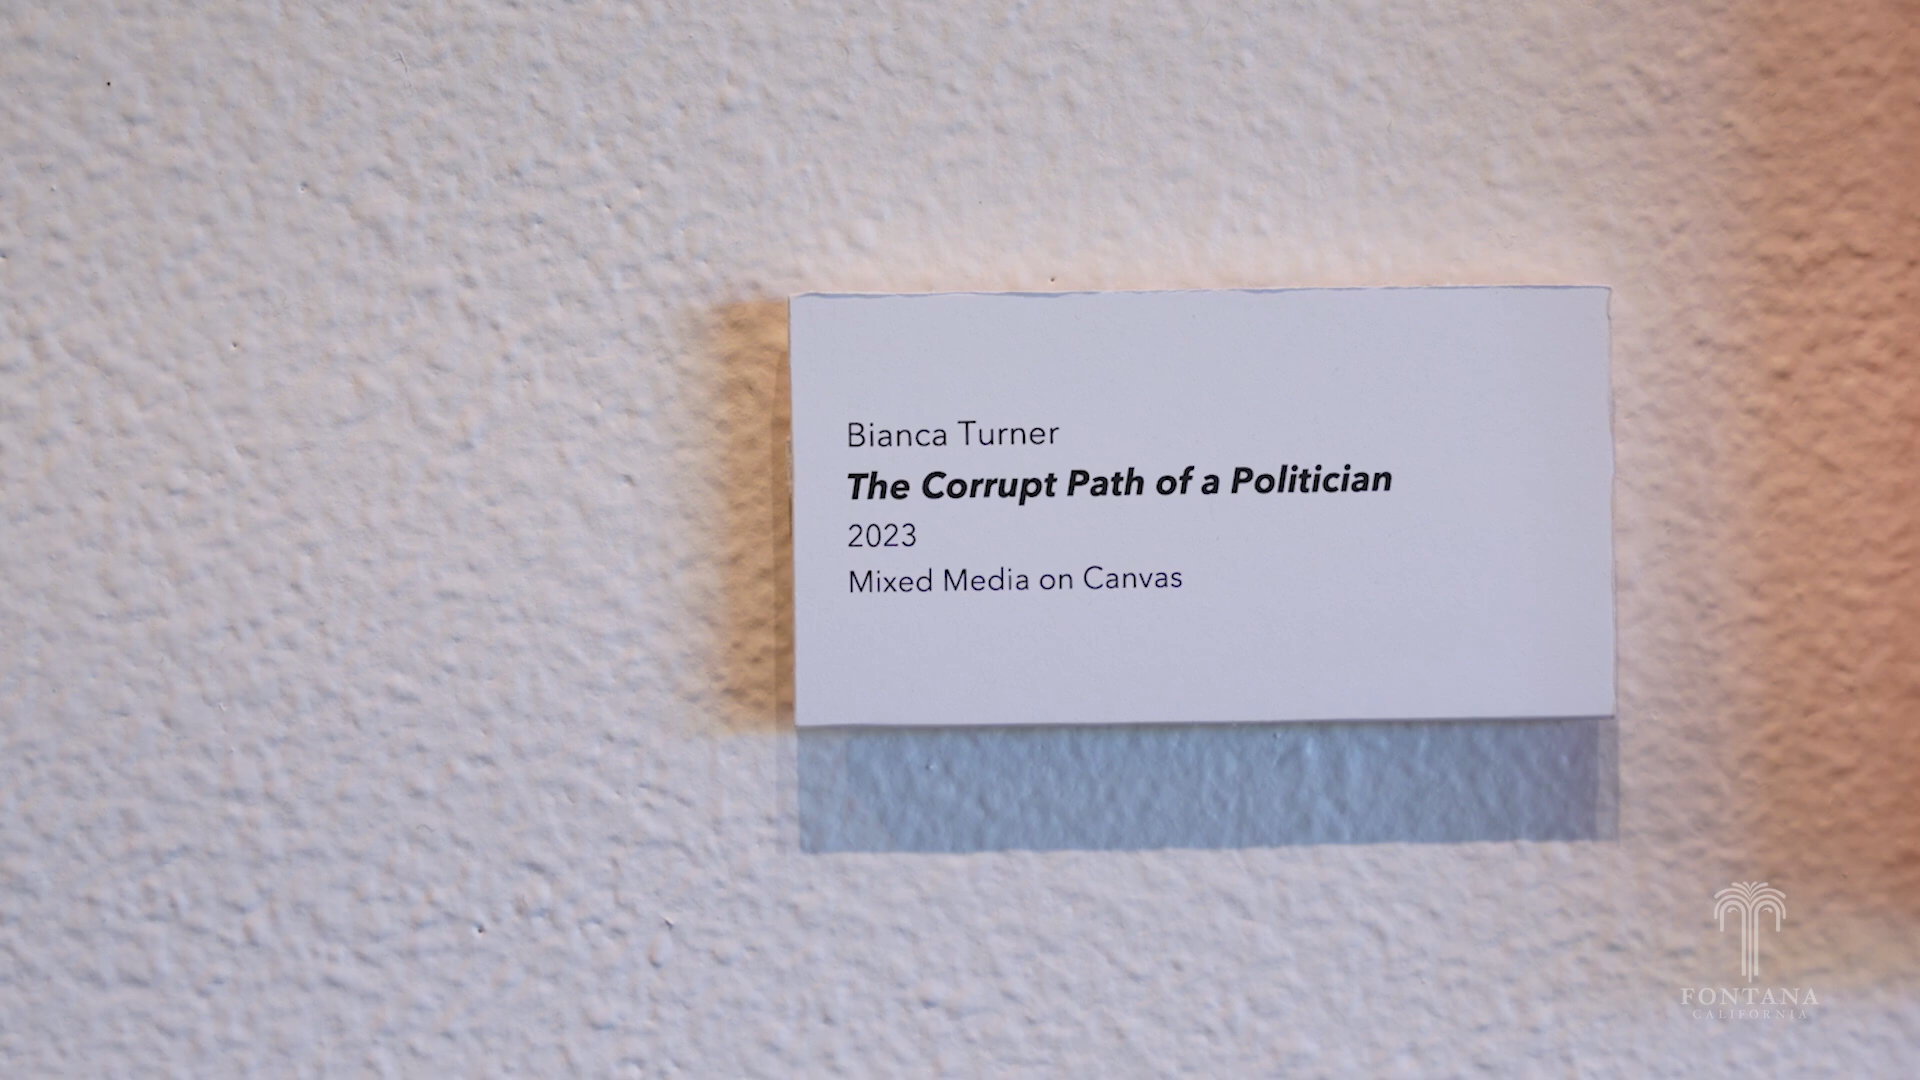 Bianca Turner
The Corrupt Path of a Politician
2023
Mixed Media on Canvas
FONTANA
CALIFORNIA